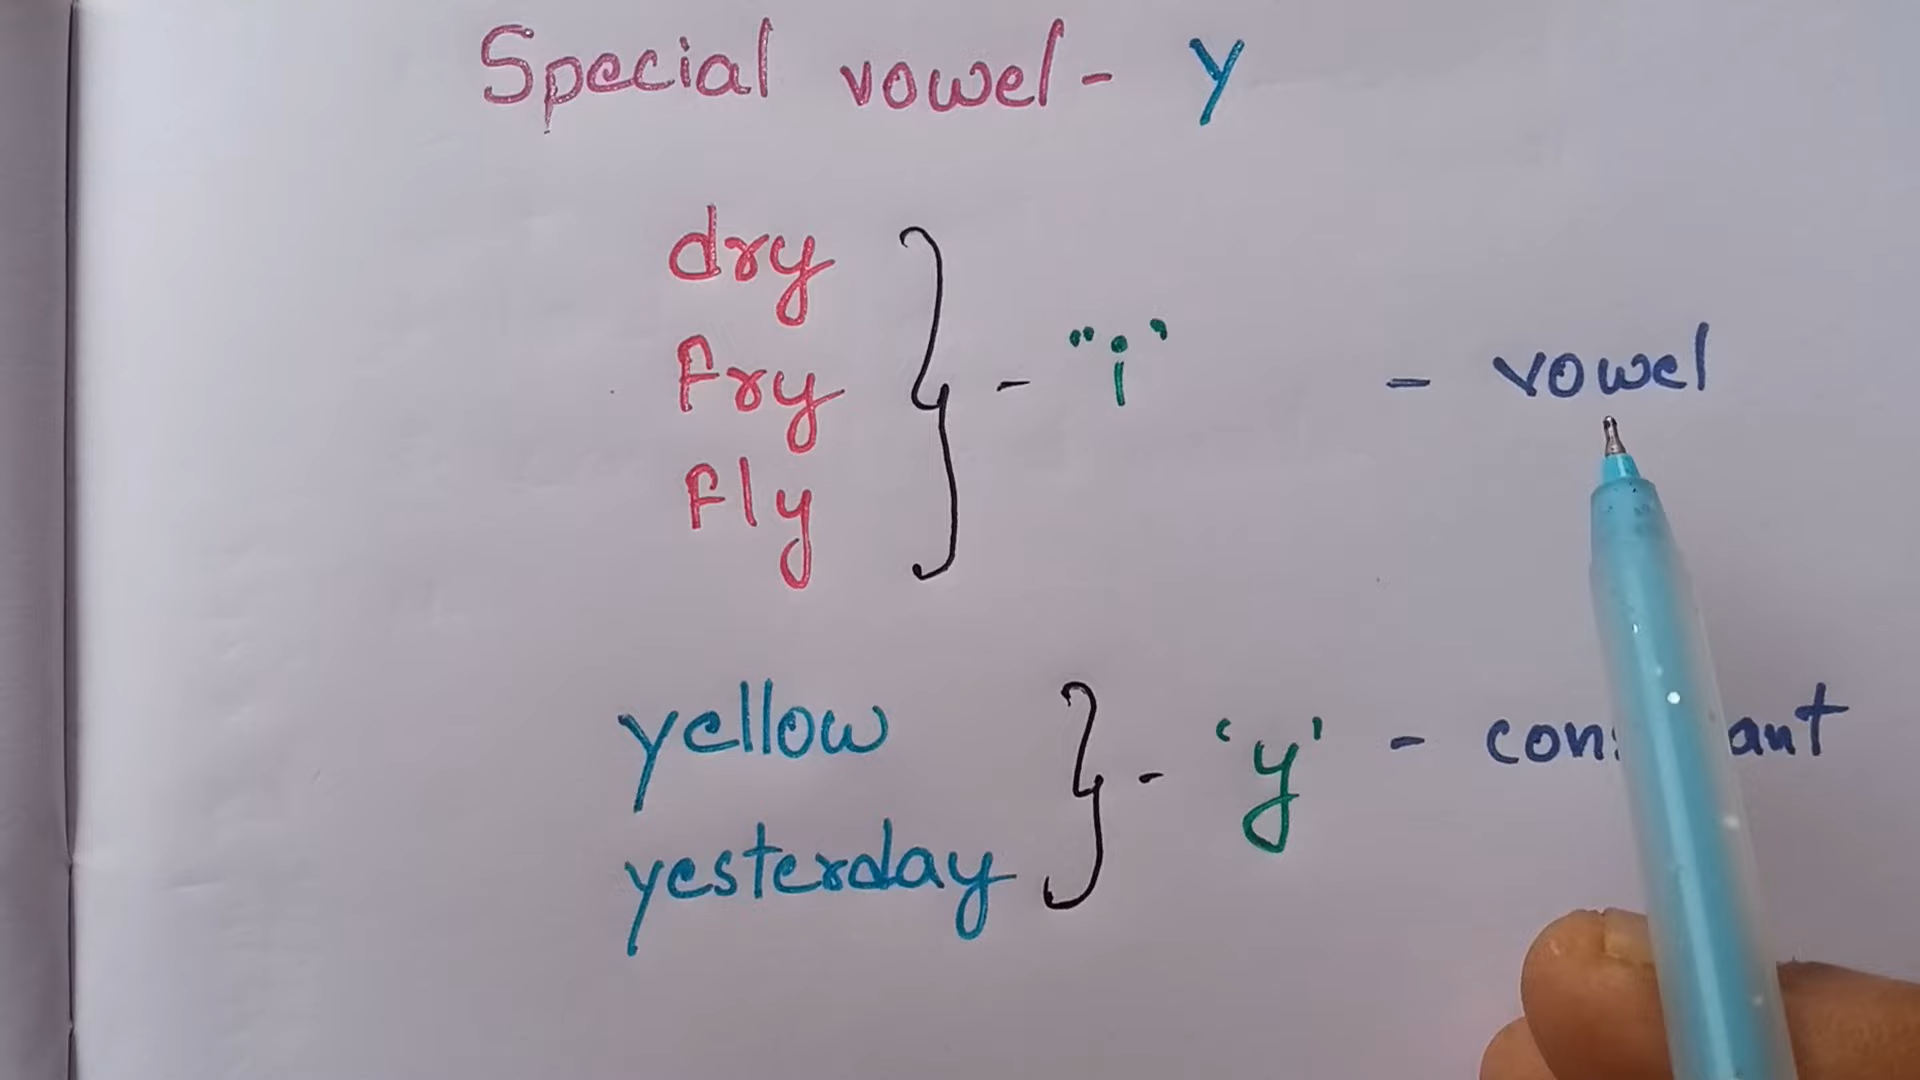 Special vowel - y
dry
Fry
Fly
} - "i" - vowel
yellow
yesterday
} - 'y' -